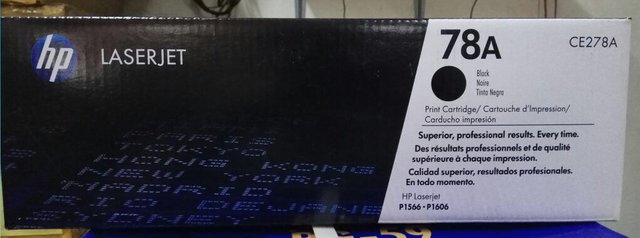 hp
LASERJET
78A
CE278A
Black
Noire
Tinta Negro
Print Cartridge/ Cartouche d'Impression/
Carducho impresión
Superior, professional results. Every time.
Des résultats professionnels et de qualité
supérieure à chaque impression.
Calidad superior, resultados profesionales.
En todo momento.
HP Laserjet
P1566 • P1606